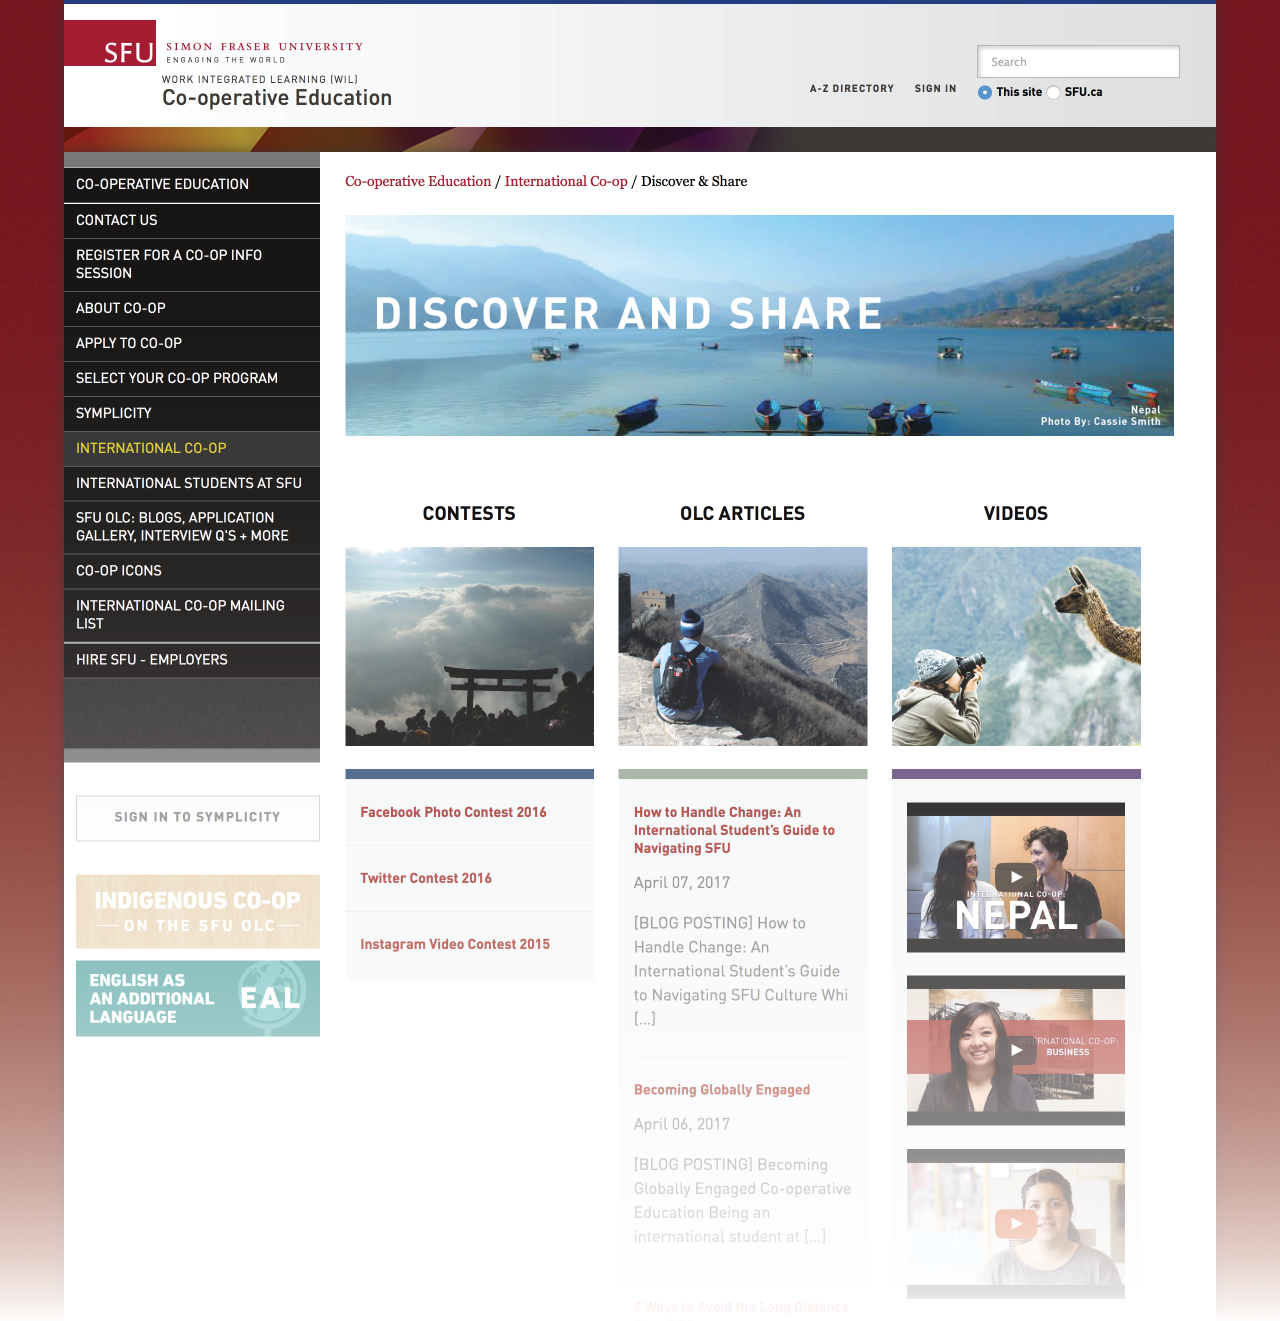 SFU
SIMON FRASER UNIVERSITY
ENGAGING THE WORLD
WORK INTEGRATED LEARNING (WIL)
Co-operative Education
A-Z DIRECTORY
SIGN IN
Search
This site
SFU.ca
CO-OPERATIVE EDUCATION
CONTACT US
REGISTER FOR A CO-OP INFO
SESSION
ABOUT CO-OP
APPLY TO CO-OP
SELECT YOUR CO-OP PROGRAM
SYMPLICITY
INTERNATIONAL CO-OP
INTERNATIONAL STUDENTS AT SFU
SFU OLC: BLOGS, APPLICATION
GALLERY, INTERVIEW Q'S + MORE
CO-OP ICONS
INTERNATIONAL CO-OP MAILING
LIST
HIRE SFU - EMPLOYERS
SIGN IN TO SYMPLICITY
INDIGENOUS CO-OP
ON THE SFU OLC
ENGLISH AS
AN ADDITIONAL
LANGUAGE
EAL
Co-operative Education / International Co-op / Discover & Share
DISCOVER AND SHARE
Nepal
Photo By: Cassie Smith
CONTESTS
Facebook Photo Contest 2016
Twitter Contest 2016
Instagram Video Contest 2015
OLC ARTICLES
How to Handle Change: An
International Student's Guide to
Navigating SFU
April 07, 2017
[BLOG POSTING] How to
Handle Change: An
International Student's Guide
to Navigating SFU Culture Whi
[...]
Becoming Globally Engaged
April 06, 2017
[BLOG POSTING] Becoming
Globally Engaged Co-operative
Education Being an
international student at [...]
5 Ways to Avoid the Long Distance
VIDEOS
INTERNATIONAL CO-OP:
NEPAL
INTERNATIONAL CO-OP:
BUSINESS